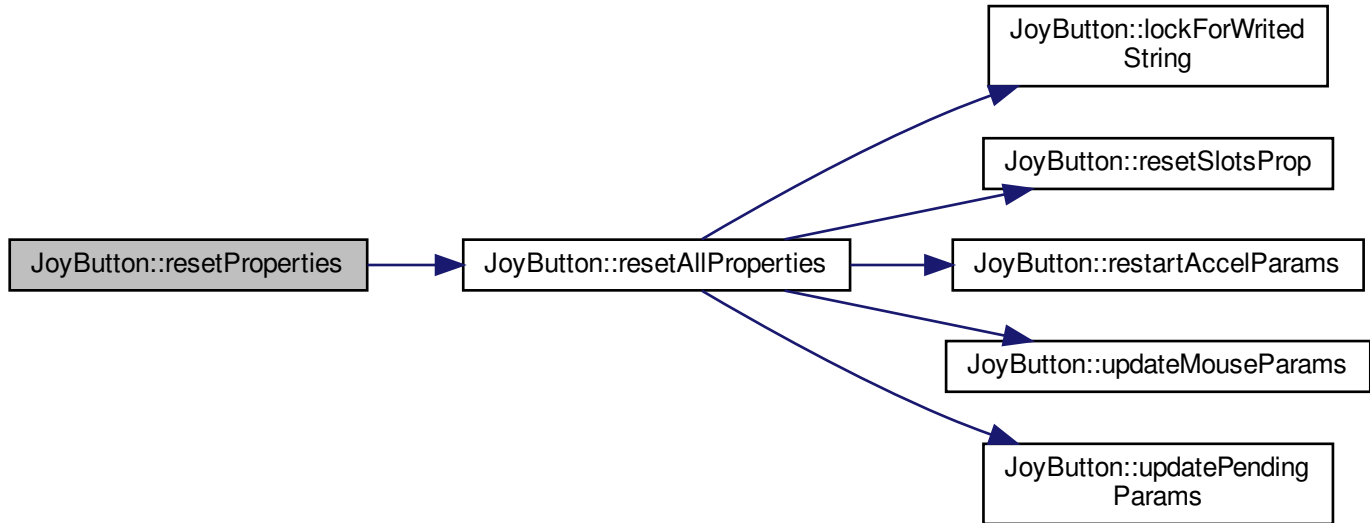 JoyButton::resetProperties
JoyButton::resetAllProperties
JoyButton::lockForWrited
String
JoyButton::resetSlotsProp
JoyButton::restartAccelParams
JoyButton::updateMouseParams
JoyButton::updatePending
Params